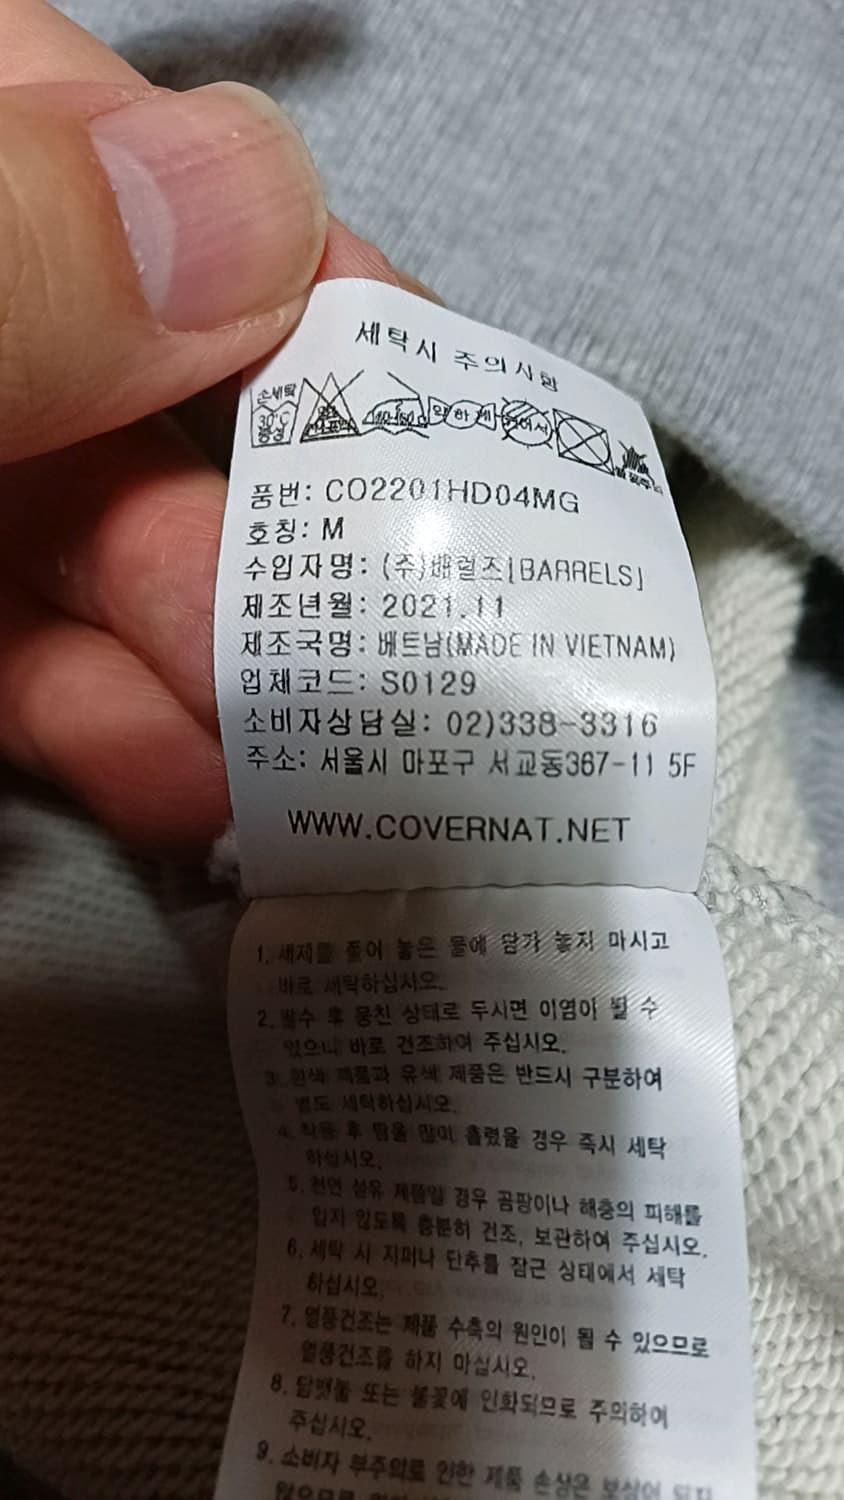 세탁시 주의사항
손세탁
30°C
중성
약하게
품번: CO2201HD04MG
호칭: M
수입자명: (주)배럴즈[BARRELS]
제조년월: 2021.11
제조국명: 베트남(MADE IN VIETNAM)
업체코드: S0129
소비자상담실: 02)338-3316
주소: 서울시 마포구 서교동367-11 5F
WWW.COVERNAT.NET
1. 세제를 풀어 놓은 물에 담가 놓지 마시고
바로 세탁하십시오.
2. 탈수 후 뭉친 상태로 두시면 이염이 될 수
있으니 바로 건조하여 주십시오.
3. 흰색 제품과 유색 제품은 반드시 구분하여
별도 세탁하십시오.
4. 착용 후 땀을 많이 흘렸을 경우 즉시 세탁
하십시오.
5. 천연 섬유 제품일 경우 곰팡이나 해충의 피해를
입지 않도록 충분히 건조, 보관하여 주십시오.
6. 세탁 시 지퍼나 단추를 잠근 상태에서 세탁
하십시오.
7. 열풍건조는 제품 수축의 원인이 될 수 있으므로
열풍건조를 하지 마십시오.
8. 담뱃불 또는 불꽃에 인화되므로 주의하여
주십시오.
9. 소비자 부주의로 인한 제품 손상은 보상이 되지